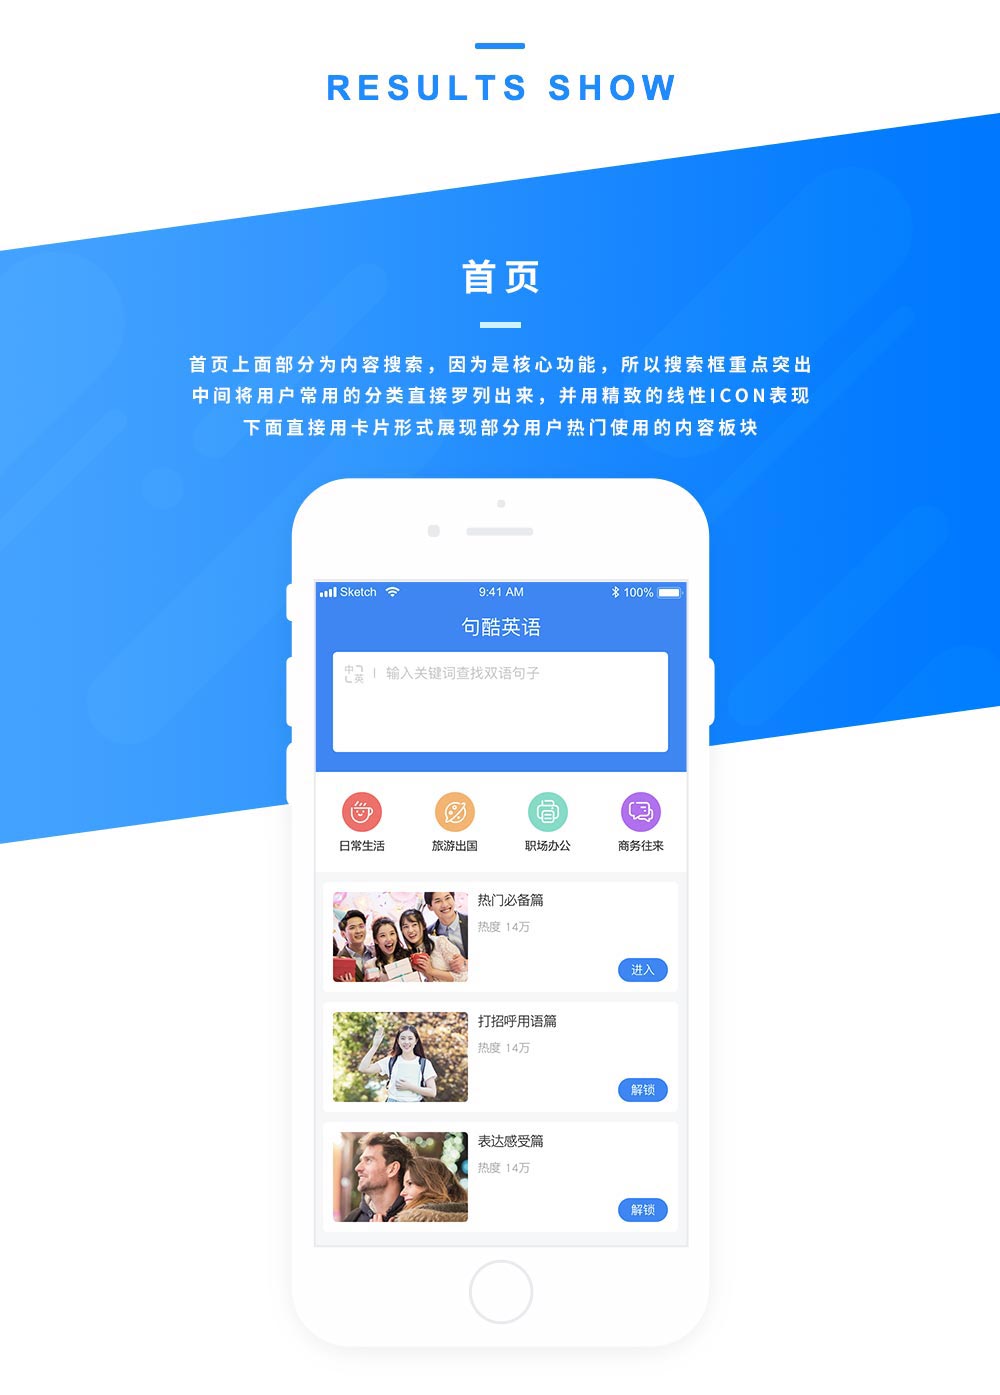 RESULTS SHOW
首页
首页上面部分为内容搜索，因为是核心功能，所以搜索框重点突出
中间将用户常用的分类直接罗列出来，并用精致的线性ICON表现
下面直接用卡片形式展现部分用户热门使用的内容板块
Sketch 9:41 AM 100%
句酷英语
中英 | 输入关键词查找双语句子
日常生活 旅游出国 职场办公 商务往来
热门必备篇
热度 14万
进入
打招呼用语篇
热度 14万
解锁
表达感受篇
热度 14万
解锁